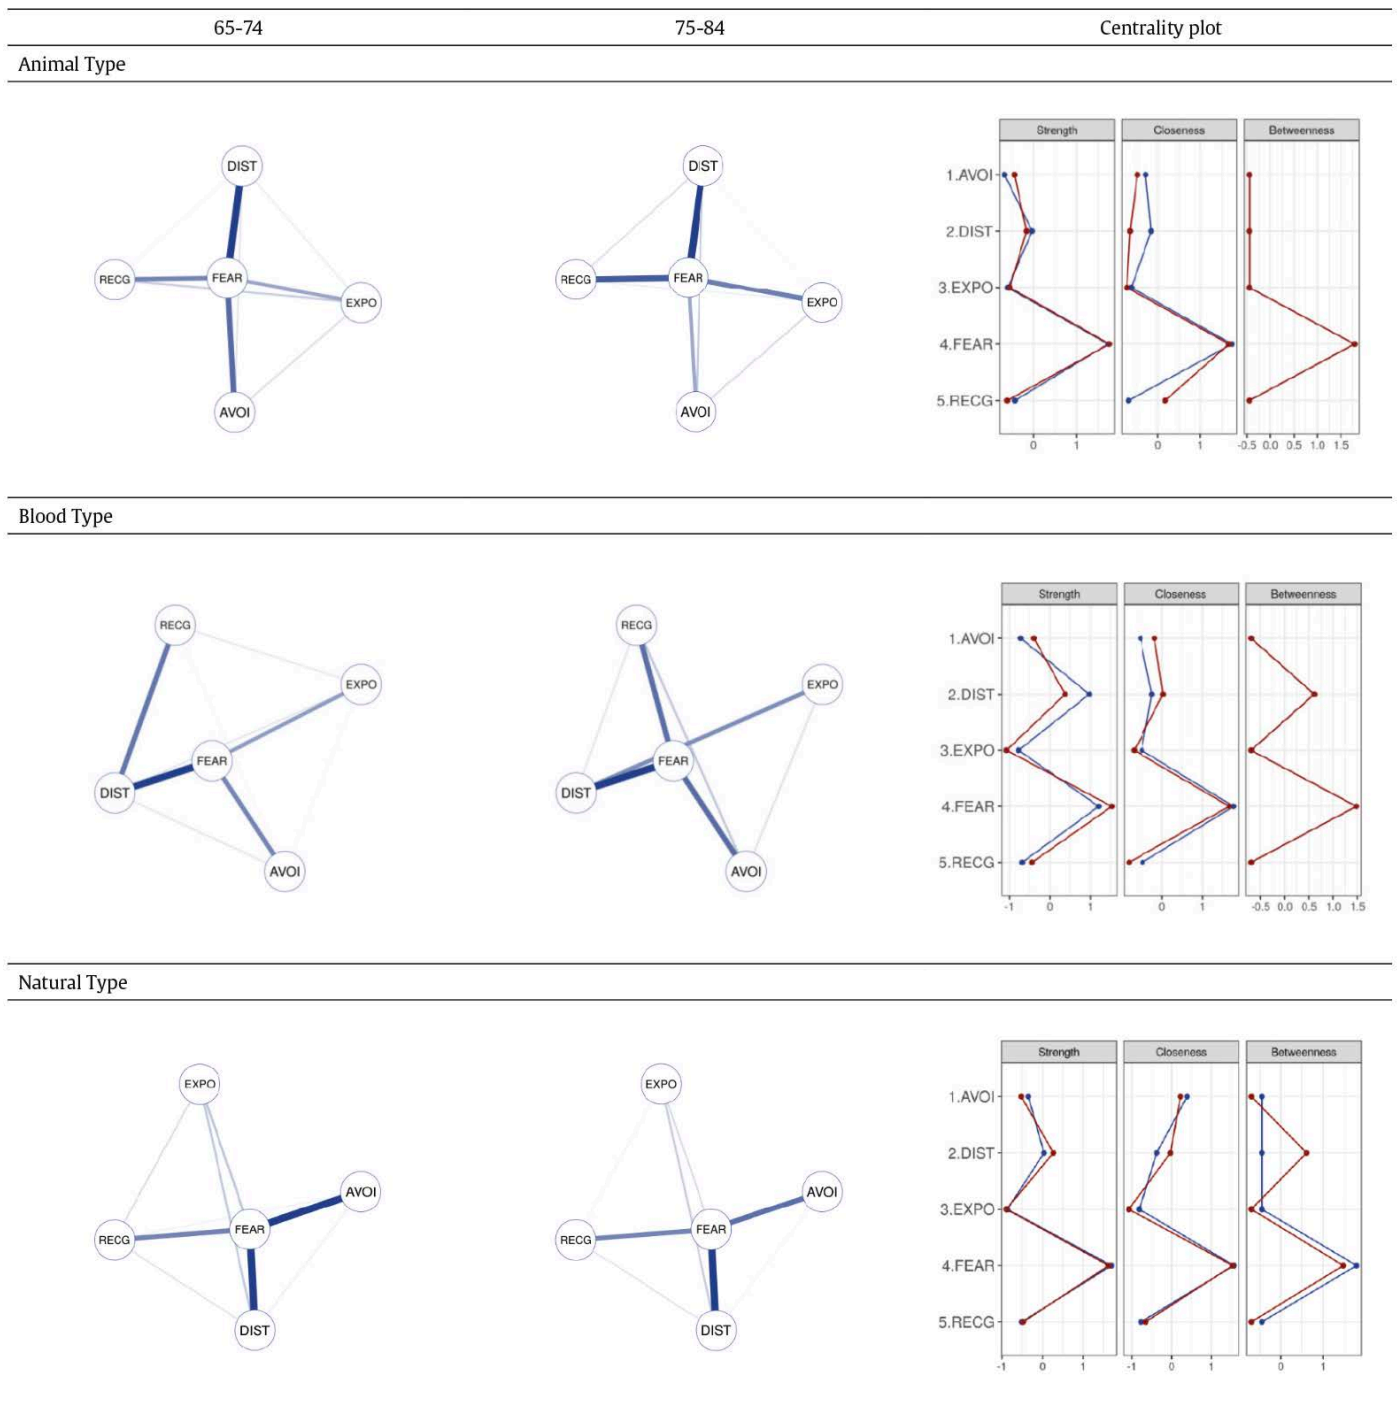 65-74 75-84 Centrality plot
Animal Type
DIST
RECG
FEAR
EXPO
AVOI
DIST
RECG
FEAR
EXPO
AVOI
Strength Closeness Betweenness
1.AVOI
2.DIST
3.EXPO
4.FEAR
5.RECG
0 1 0 1 -0.5 0.0 0.5 1.0 1.5
Blood Type
RECG
EXPO
FEAR
DIST
AVOI
RECG
EXPO
FEAR
DIST
AVOI
Strength Closeness Betweenness
1.AVOI
2.DIST
3.EXPO
4.FEAR
5.RECG
-1 0 1 0 1 -0.5 0.0 0.5 1.0 1.5
Natural Type
EXPO
AVOI
FEAR
RECG
DIST
EXPO
AVOI
FEAR
RECG
DIST
Strength Closeness Betweenness
1.AVOI
2.DIST
3.EXPO
4.FEAR
5.RECG
-1 0 1 -1 0 1 0 1